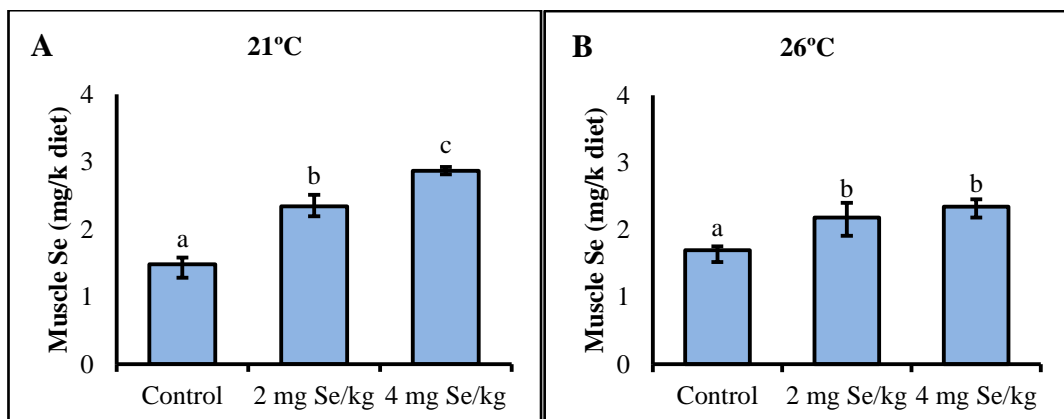 A
21ºC
Muscle Se (mg/k diet)
4
3
2
1
0
a
b
c
Control
2 mg Se/kg
4 mg Se/kg
B
26ºC
Muscle Se (mg/k diet)
4
3
2
1
0
a
b
b
Control
2 mg Se/kg
4 mg Se/kg